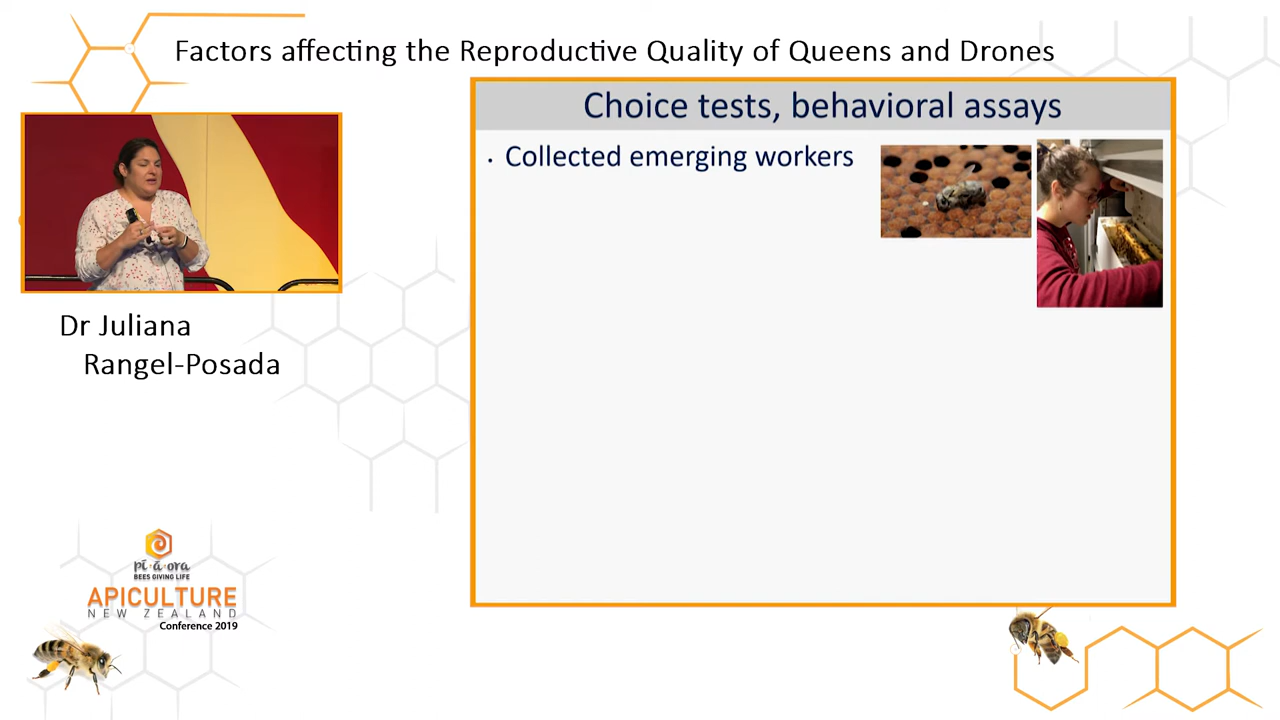 Factors affecting the Reproductive Quality of Queens and Drones
Choice tests, behavioral assays
· Collected emerging workers
Dr Juliana
Rangel-Posada
pī-ā-ora
BEES GIVING LIFE
APICULTURE
NEW ZEALAND
Conference 2019